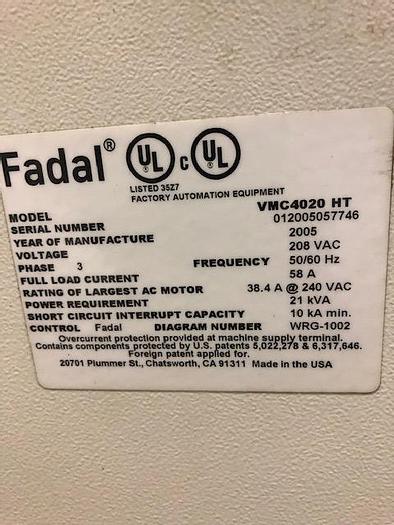 Fadal® UL c UL
LISTED 35Z7
FACTORY AUTOMATION EQUIPMENT
MODEL VMC4020 HT
SERIAL NUMBER 012005057746
YEAR OF MANUFACTURE 2005
VOLTAGE 208 VAC
PHASE 3 FREQUENCY 50/60 Hz
FULL LOAD CURRENT 58 A
RATING OF LARGEST AC MOTOR 38.4 A @ 240 VAC
POWER REQUIREMENT 21 kVA
SHORT CIRCUIT INTERRUPT CAPACITY 10 kA min.
CONTROL Fadal DIAGRAM NUMBER WRG-1002
Overcurrent protection provided at machine supply terminal.
Contains components protected by U.S. patents 5,022,278 & 6,317,646.
Foreign patent applied for.
20701 Plummer St., Chatsworth, CA 91311 Made in the USA